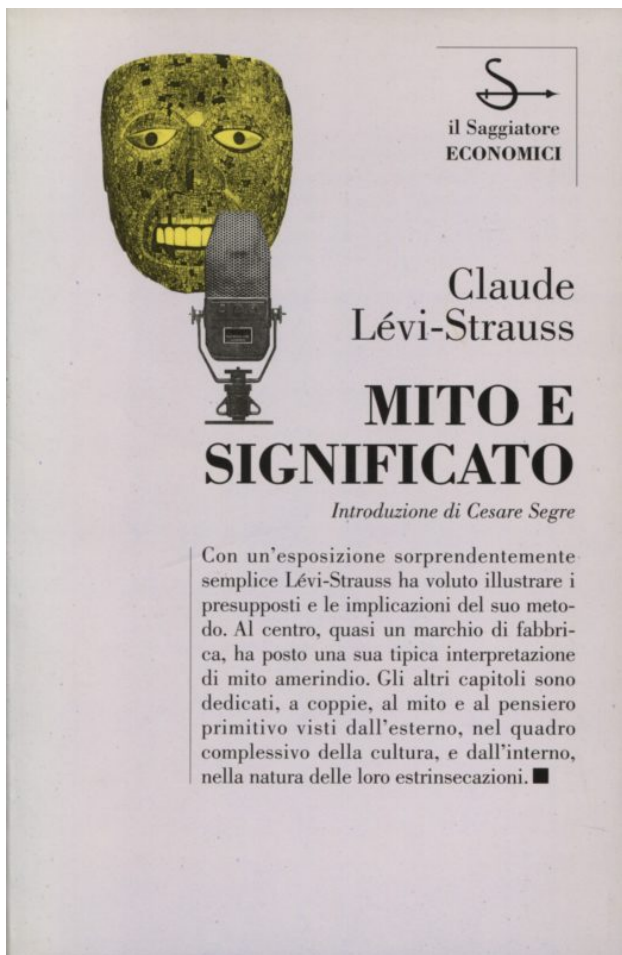 il Saggiatore
ECONOMICI
Claude
Lévi-Strauss
MITO E
SIGNIFICATO
Introduzione di Cesare Segre
Con un'esposizione sorprendentemente
semplice Lévi-Strauss ha voluto illustrare i
presupposti e le implicazioni del suo meto-
do. Al centro, quasi un marchio di fabbri-
ca, ha posto una sua tipica interpretazione
di mito amerindio. Gli altri capitoli sono
dedicati, a coppie, al mito e al pensiero
primitivo visti dall'esterno, nel quadro
complessivo della cultura, e dall'interno,
nella natura delle loro estrinsecazioni.